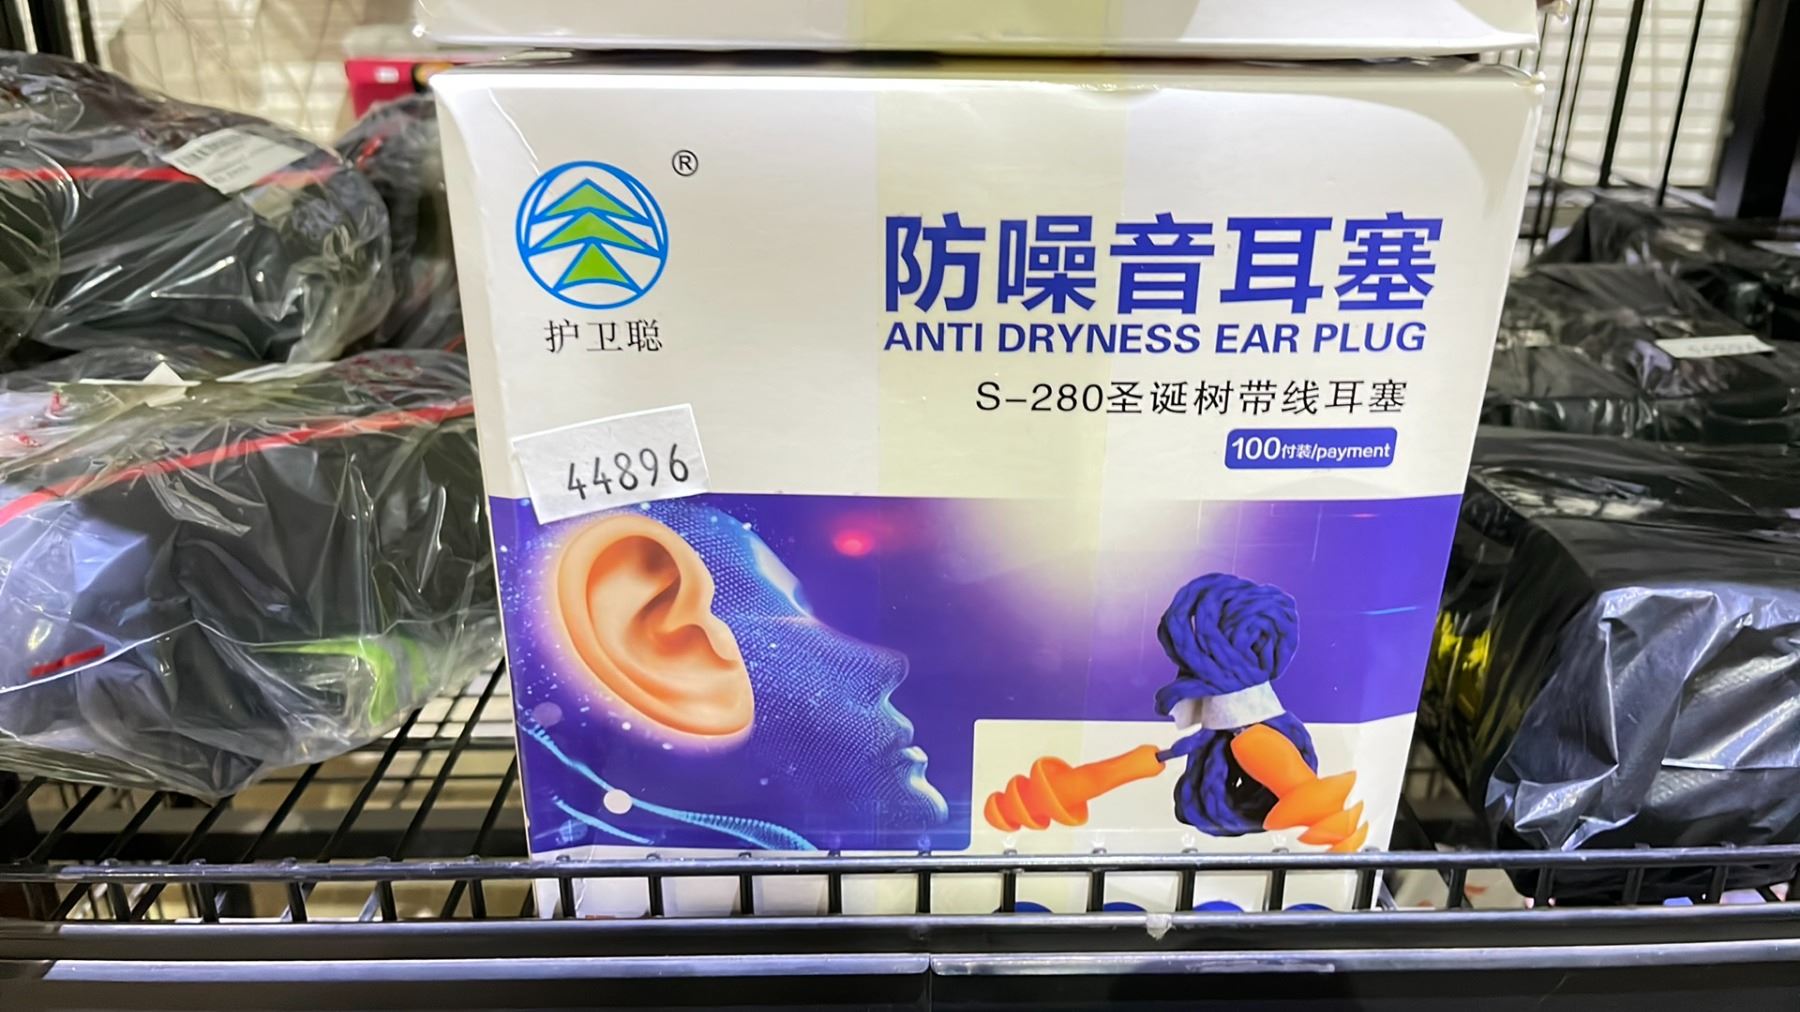 ®
护卫聪
防噪音耳塞
ANTI DRYNESS EAR PLUG
S-280圣诞树带线耳塞
100付装/payment
44896